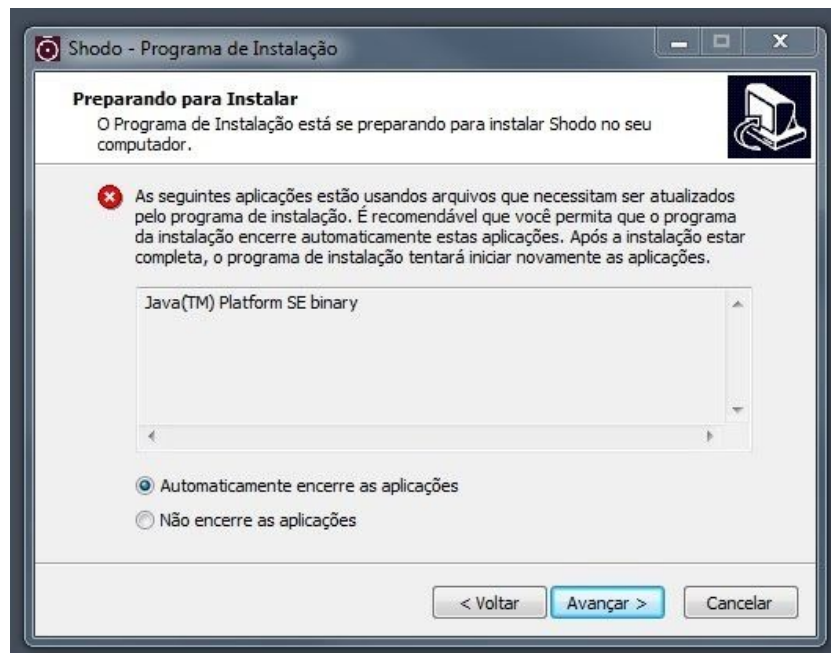 Shodo - Programa de Instalação
Preparando para Instalar
O Programa de Instalação está se preparando para instalar Shodo no seu
computador.
As seguintes aplicações estão usandos arquivos que necessitam ser atualizados
pelo programa de instalação. É recomendável que você permita que o programa
da instalação encerre automaticamente estas aplicações. Após a instalação estar
completa, o programa de instalação tentará iniciar novamente as aplicações.
Java(TM) Platform SE binary
Automaticamente encerre as aplicações
Não encerre as aplicações
< Voltar
Avançar >
Cancelar